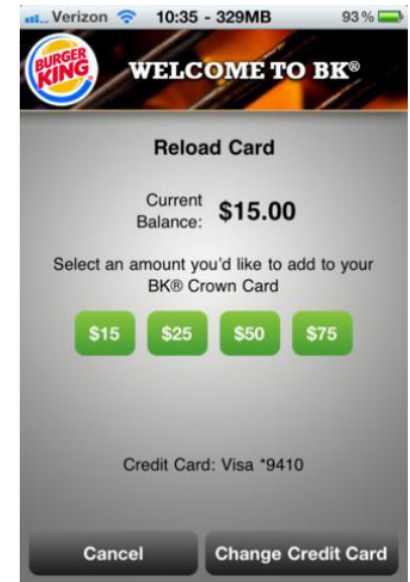 Verizon 10:35 - 329MB 93%
BURGER KING
WELCOME TO BK®
Reload Card
Current
Balance: $15.00
Select an amount you'd like to add to your
BK® Crown Card
$15 $25 $50 $75
Credit Card: Visa *9410
Cancel Change Credit Card